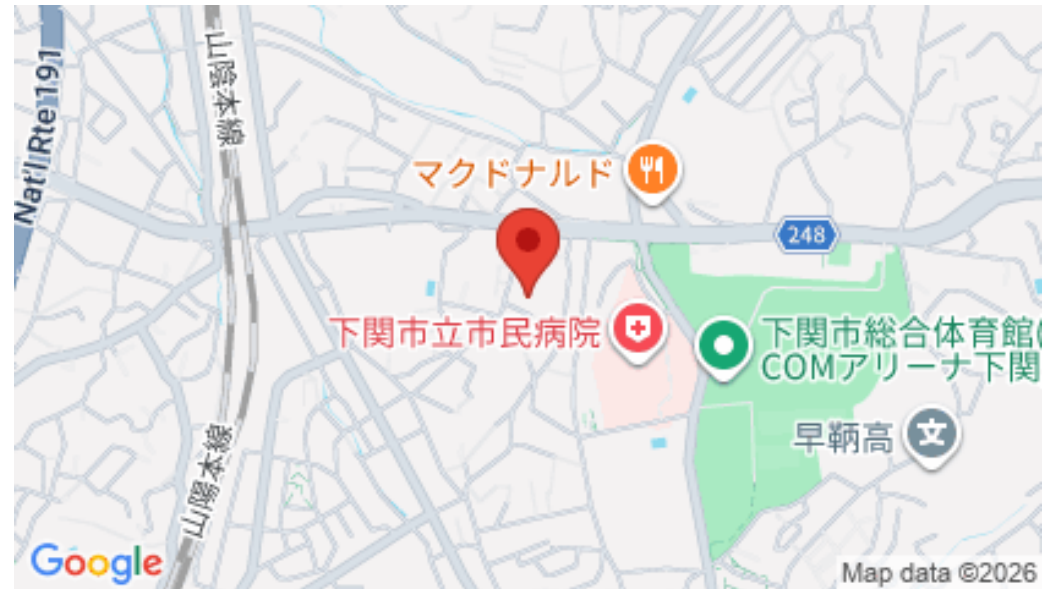 Nat'l Rte 191
山陰本線
マクドナルド
248
下関市立市民病院
下関市総合体育館(
COMアリーナ下関
早鞆高
山陽本線
Google
Map data ©2026